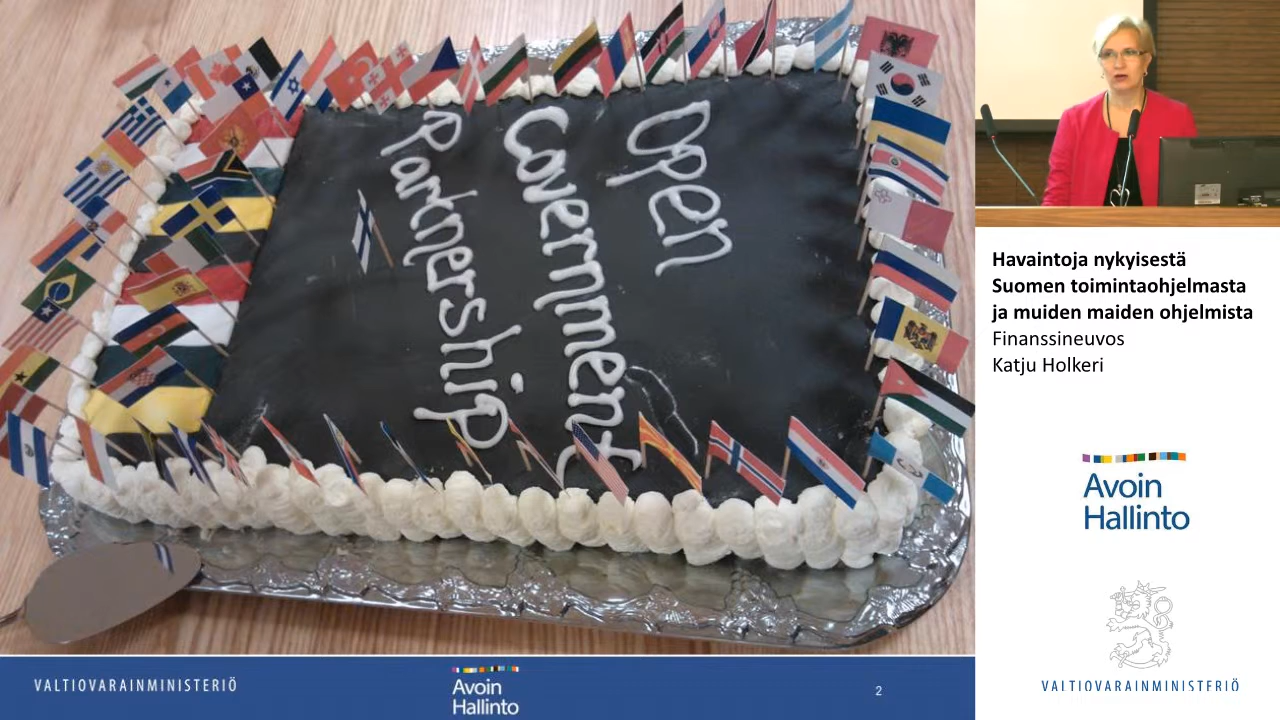 Open
Government
Partnership
VALTIOVARAINMINISTERIÖ
Avoin
Hallinto
2
Havaintoja nykyisestä
Suomen toimintaohjelmasta
ja muiden maiden ohjelmista
Finanssineuvos
Katju Holkeri
Avoin
Hallinto
VALTIOVARAINMINISTERIÖ